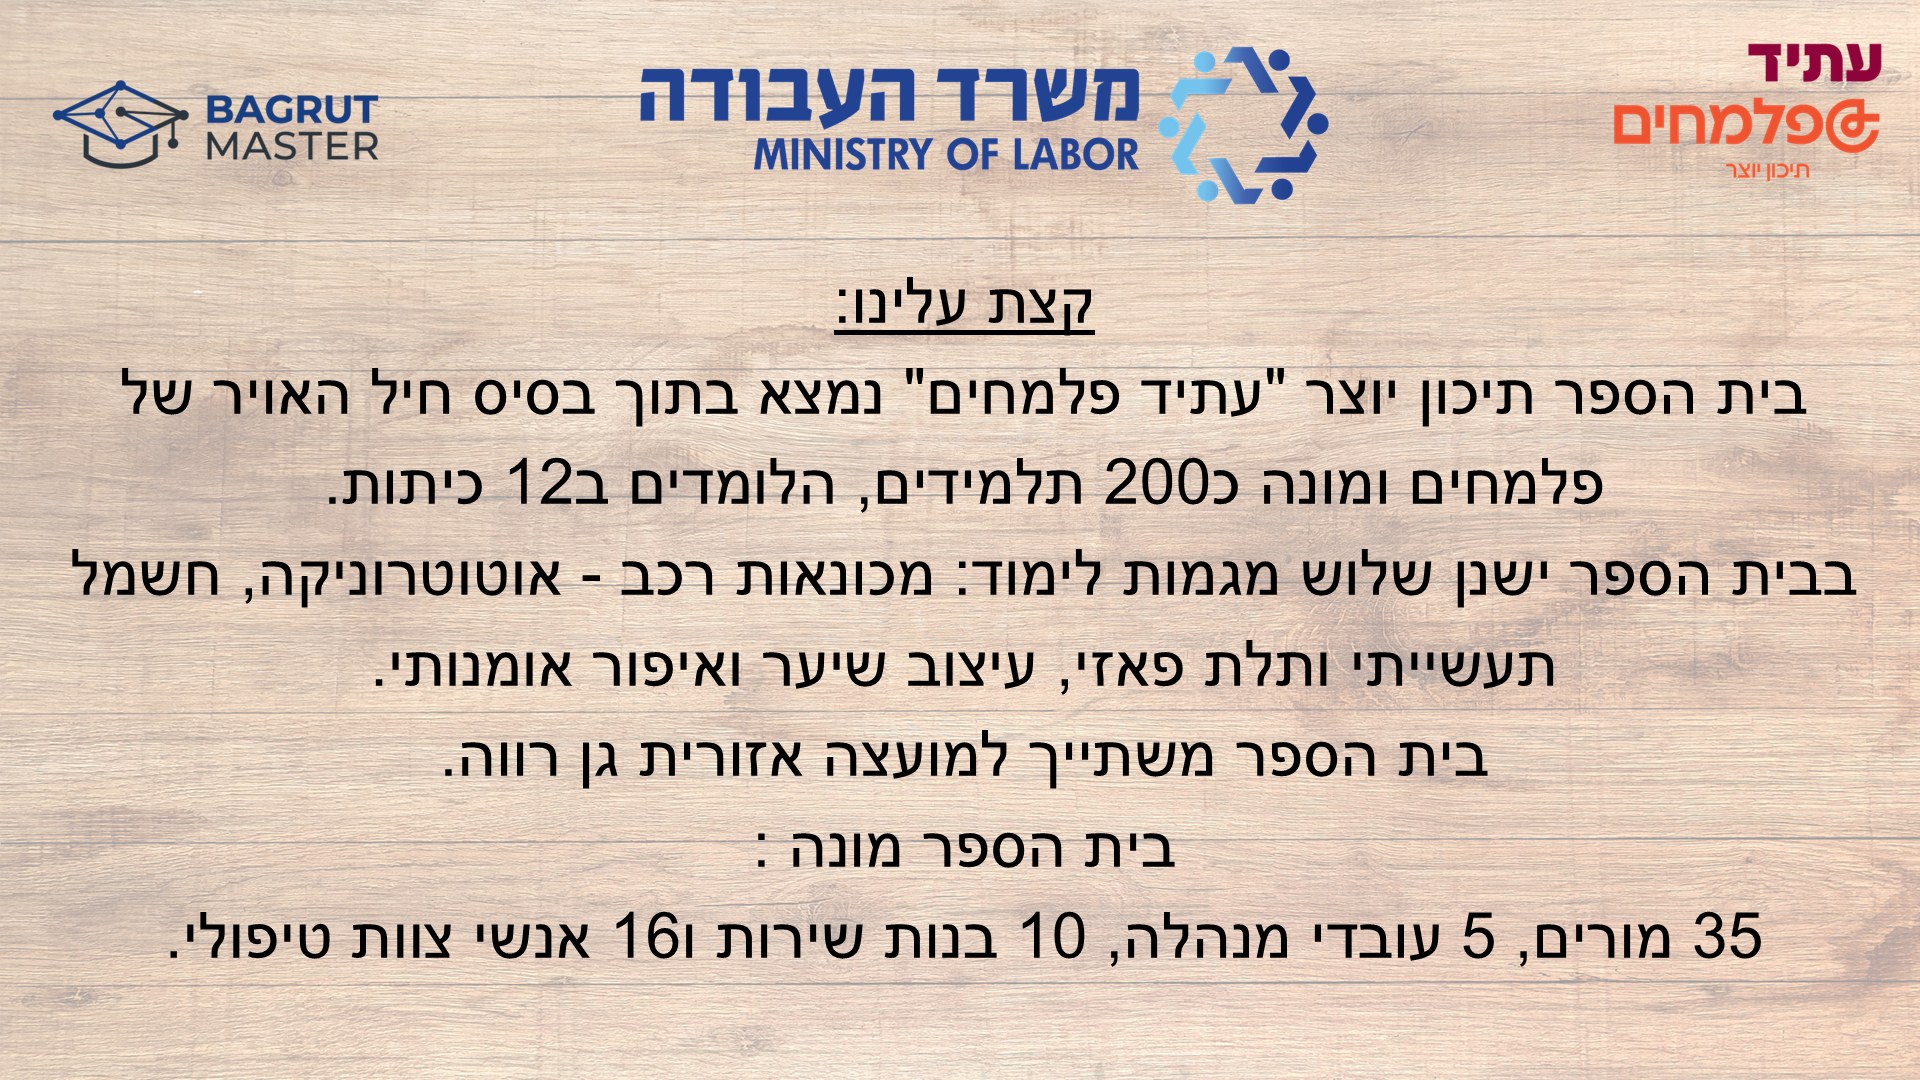 עתיד
פלמחים
תיכון יוצר
משרד העבודה
MINISTRY OF LABOR
BAGRUT
MASTER
קצת עלינו:
בית הספר תיכון יוצר "עתיד פלמחים" נמצא בתוך בסיס חיל האויר של
פלמחים ומונה כ200 תלמידים, הלומדים ב12 כיתות.
בבית הספר ישנן שלוש מגמות לימוד: מכונאות רכב - אוטוטרוניקה, חשמל
תעשייתי ותלת פאזי, עיצוב שיער ואיפור אומנותי.
בית הספר משתייך למועצה אזורית גן רווה.
בית הספר מונה :
35 מורים, 5 עובדי מנהלה, 10 בנות שירות ו16 אנשי צוות טיפולי.